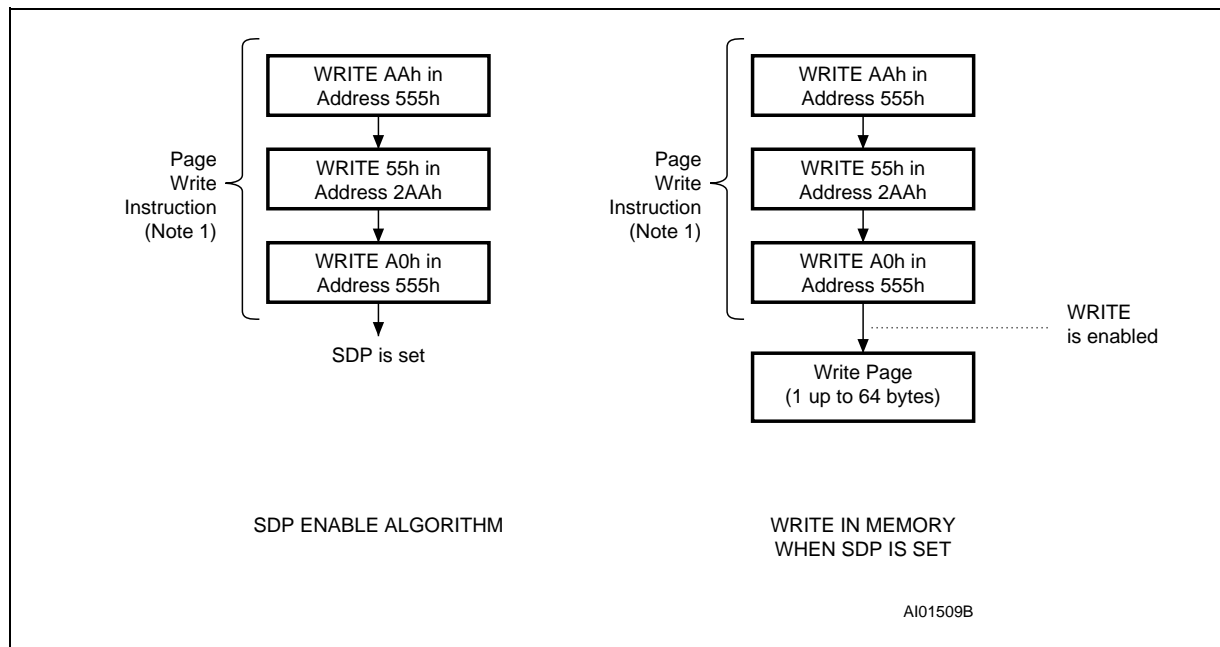 WRITE AAh in
Address 555h
Page
Write
Instruction
(Note 1)
WRITE 55h in
Address 2AAh
WRITE A0h in
Address 555h
SDP is set
SDP ENABLE ALGORITHM
WRITE AAh in
Address 555h
Page
Write
Instruction
(Note 1)
WRITE 55h in
Address 2AAh
WRITE A0h in
Address 555h
WRITE
is enabled
Write Page
(1 up to 64 bytes)
WRITE IN MEMORY
WHEN SDP IS SET
AI01509B